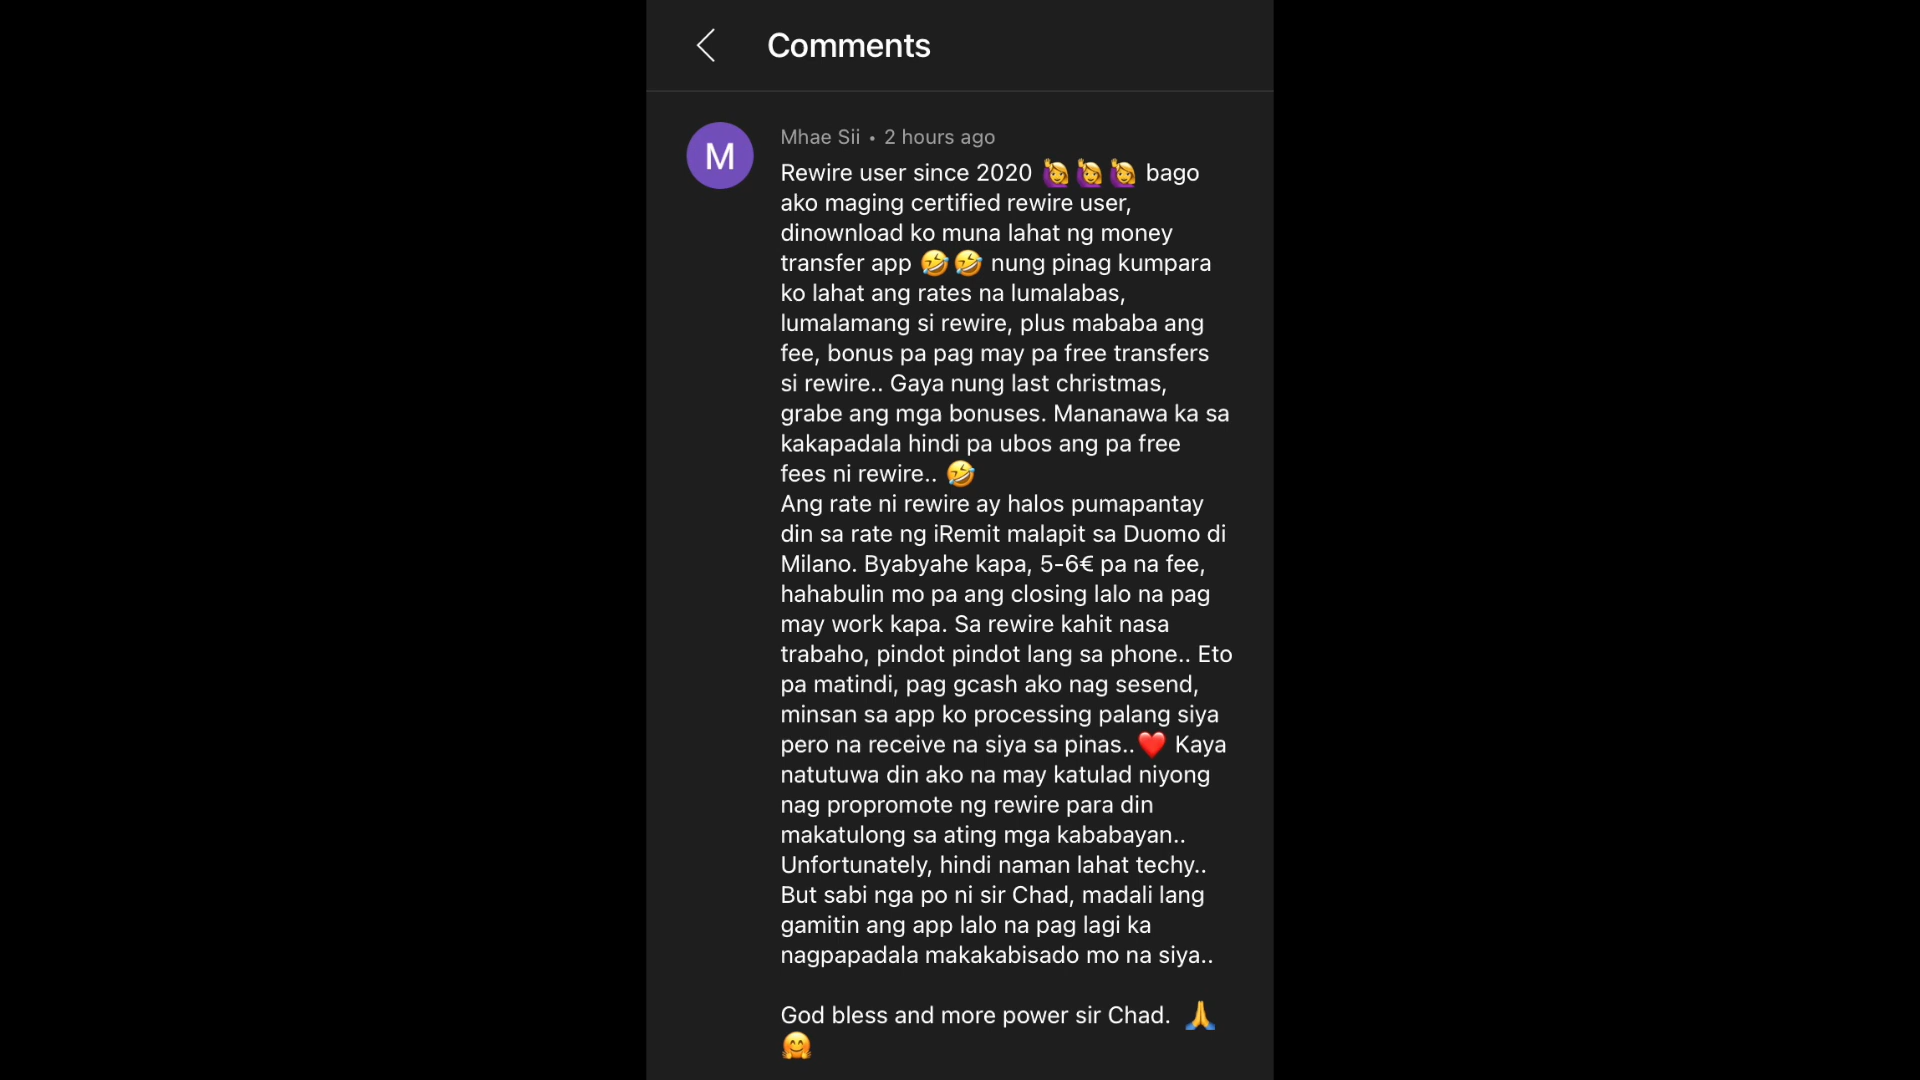 Comments
M
Mhae Sii • 2 hours ago
Rewire user since 2020 🙋‍♀️🙋‍♀️🙋‍♀️ bago
ako maging certified rewire user,
dinownload ko muna lahat ng money
transfer app 🤣🤣 nung pinag kumpara
ko lahat ang rates na lumalabas,
lumalamang si rewire, plus mababa ang
fee, bonus pa pag may pa free transfers
si rewire.. Gaya nung last christmas,
grabe ang mga bonuses. Mananawa ka sa
kakapadala hindi pa ubos ang pa free
fees ni rewire.. 🤣
Ang rate ni rewire ay halos pumapantay
din sa rate ng iRemit malapit sa Duomo di
Milano. Byabyahe kapa, 5-6€ pa na fee,
hahabulin mo pa ang closing lalo na pag
may work kapa. Sa rewire kahit nasa
trabaho, pindot pindot lang sa phone.. Eto
pa matindi, pag gcash ako nag sesend,
minsan sa app ko processing palang siya
pero na receive na siya sa pinas..❤️ Kaya
natutuwa din ako na may katulad niyong
nag propromote ng rewire para din
makatulong sa ating mga kababayan..
Unfortunately, hindi naman lahat techy..
But sabi nga po ni sir Chad, madali lang
gamitin ang app lalo na pag lagi ka
nagpapadala makakabisado mo na siya..
God bless and more power sir Chad. 🙏
🤗